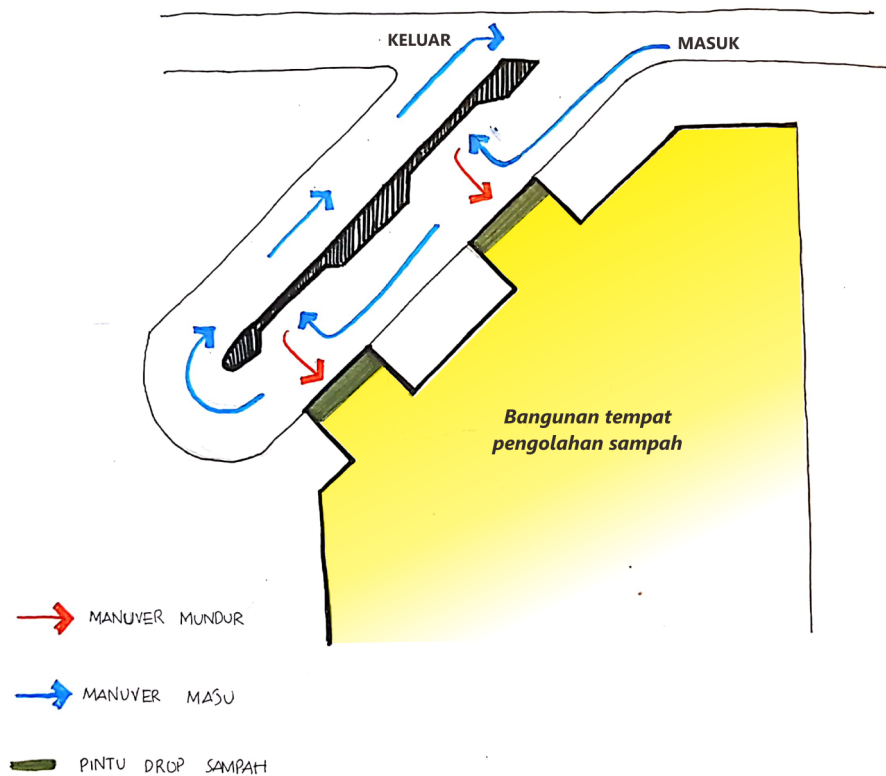 KELUAR
MASUK
Bangunan tempat
pengolahan sampah
MANUVER MUNDUR
MANUVER MASU
PINTU DROP SAMPAH